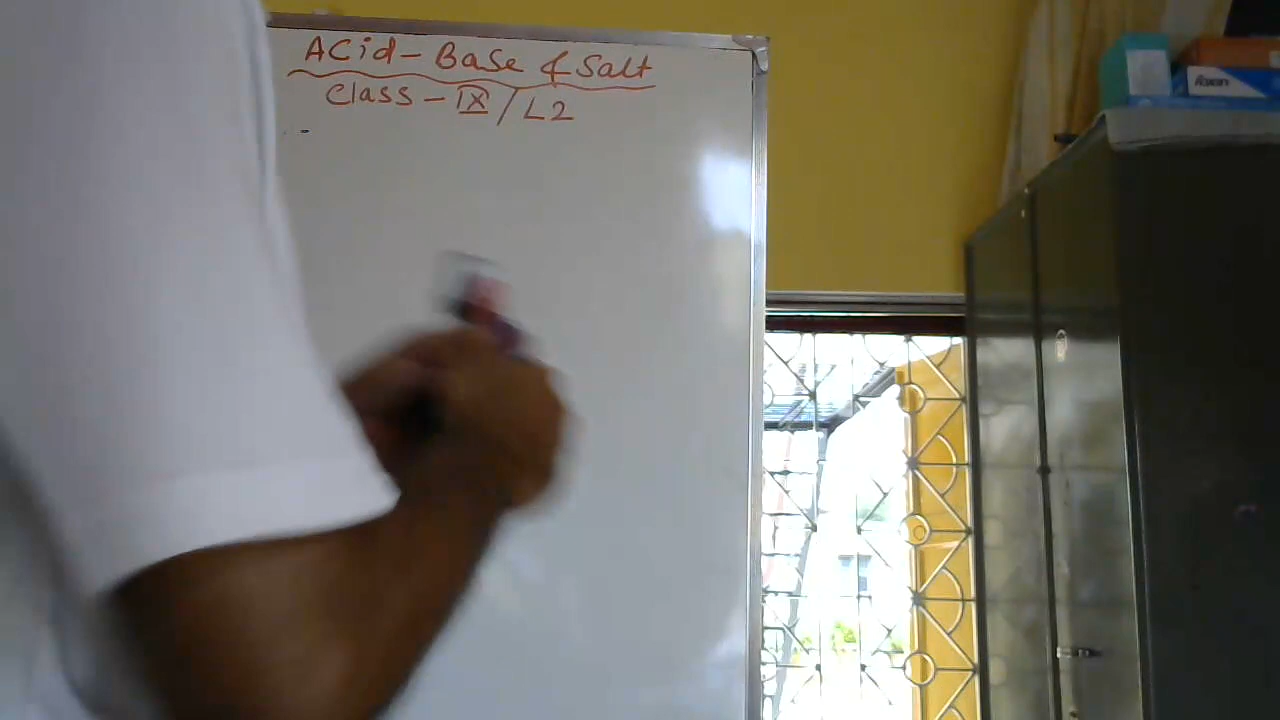 ACid - BaSe & Salt
Class - IX / L2